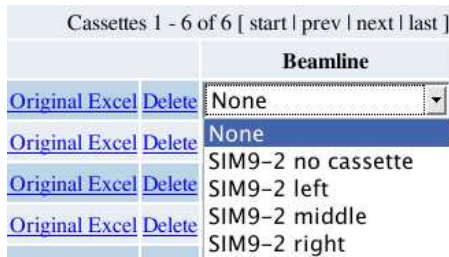 Cassettes 1 - 6 of 6 [ start | prev | next | last ]
Beamline
Original Excel Delete None
Original Excel Delete None
SIM9-2 no cassette
Original Excel Delete SIM9-2 left
SIM9-2 middle
Original Excel Delete SIM9-2 right